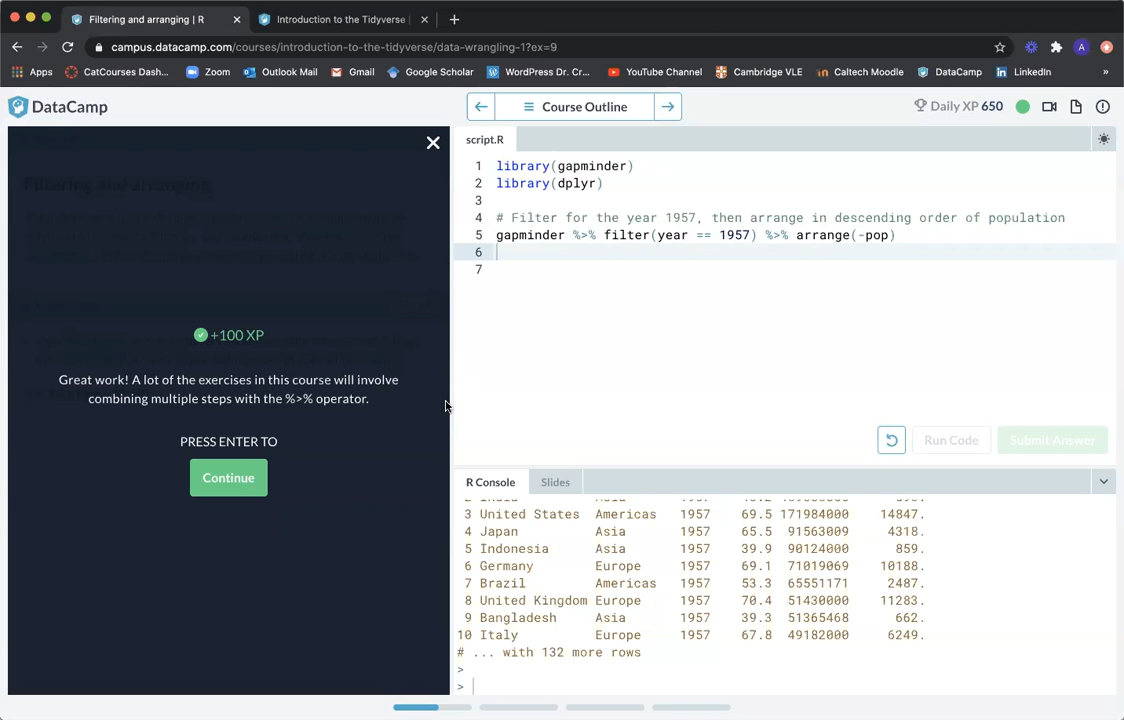 Filtering and arranging | R
Introduction to the Tidyverse
campus.datacamp.com/courses/introduction-to-the-tidyverse/data-wrangling-1?ex=9
A
Apps
CatCourses Dash...
Zoom
Outlook Mail
Gmail
Google Scholar
WordPress Dr. Cr...
YouTube Channel
Cambridge VLE
Caltech Moodle
DataCamp
LinkedIn
»
DataCamp
Course Outline
Daily XP 650
script.R
Filtering and arranging
+100 XP
Great work! A lot of the exercises in this course will involve
combining multiple steps with the %>% operator.
PRESS ENTER TO
Continue
1 library(gapminder)
2 library(dplyr)
3
4 # Filter for the year 1957, then arrange in descending order of population
5 gapminder %>% filter(year == 1957) %>% arrange(-pop)
6
7
Run Code
Submit Answer
R Console
Slides
3 United States Americas 1957 69.5 171984000 14847.
4 Japan Asia 1957 65.5 91563009 4318.
5 Indonesia Asia 1957 39.9 90124000 859.
6 Germany Europe 1957 69.1 71019069 10188.
7 Brazil Americas 1957 53.3 65551171 2487.
8 United Kingdom Europe 1957 70.4 51430000 11283.
9 Bangladesh Asia 1957 39.3 51365468 662.
10 Italy Europe 1957 67.8 49182000 6249.
# ... with 132 more rows
>
>